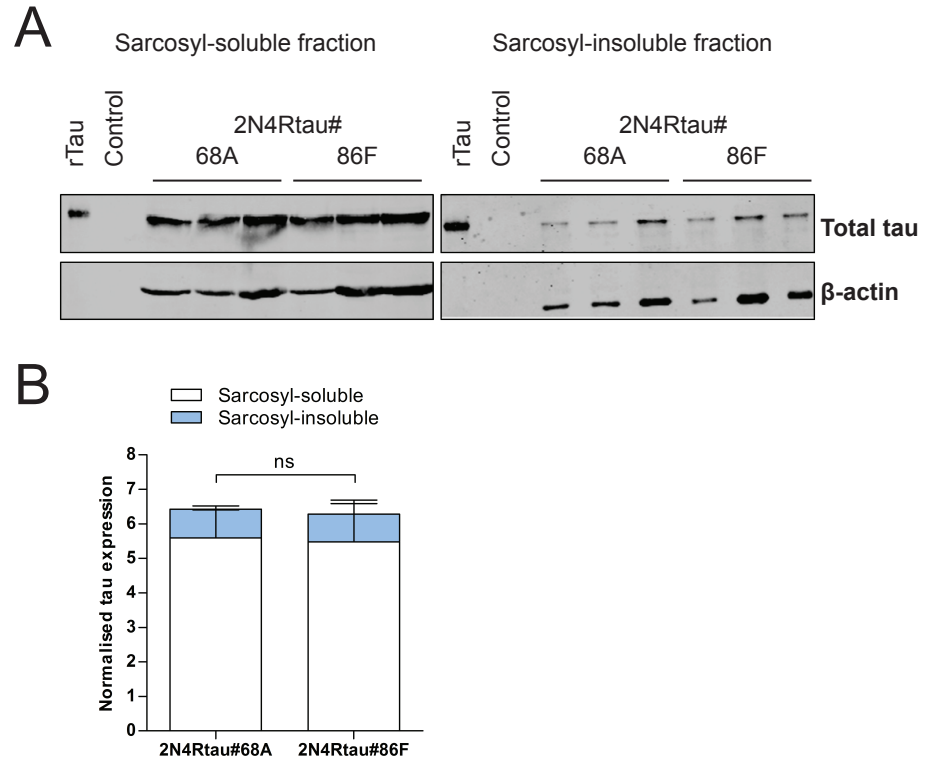 A
Sarcosyl-soluble fraction
Sarcosyl-insoluble fraction
rTau
Control
2N4Rtau#
68A
86F
rTau
Control
2N4Rtau#
68A
86F
Total tau
β-actin
B
Sarcosyl-soluble
Sarcosyl-insoluble
Normalised tau expression
8
7
6
5
4
3
2
1
0
ns
2N4Rtau#68A
2N4Rtau#86F